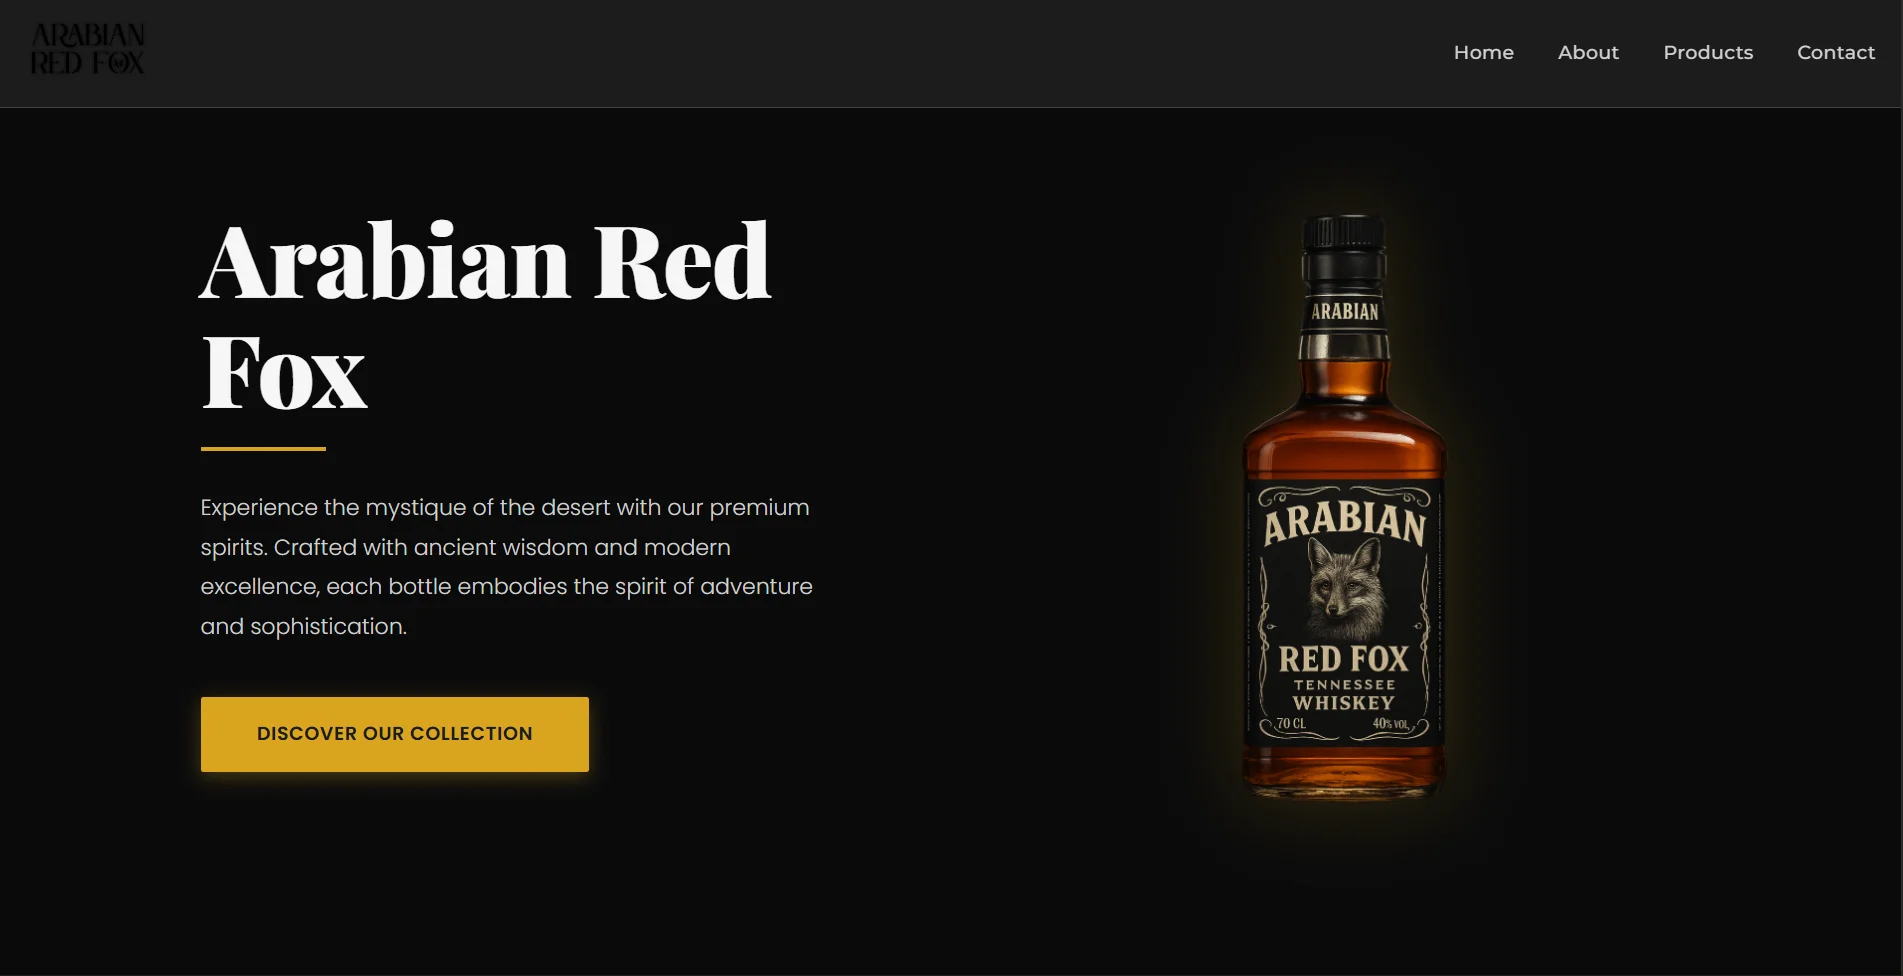 ARABIAN
RED FOX
Home
About
Products
Contact
Arabian Red
Fox
Experience the mystique of the desert with our premium
spirits. Crafted with ancient wisdom and modern
excellence, each bottle embodies the spirit of adventure
and sophistication.
DISCOVER OUR COLLECTION
ARABIAN
ARABIAN
RED FOX
TENNESSEE
WHISKEY
70 CL
40% VOL